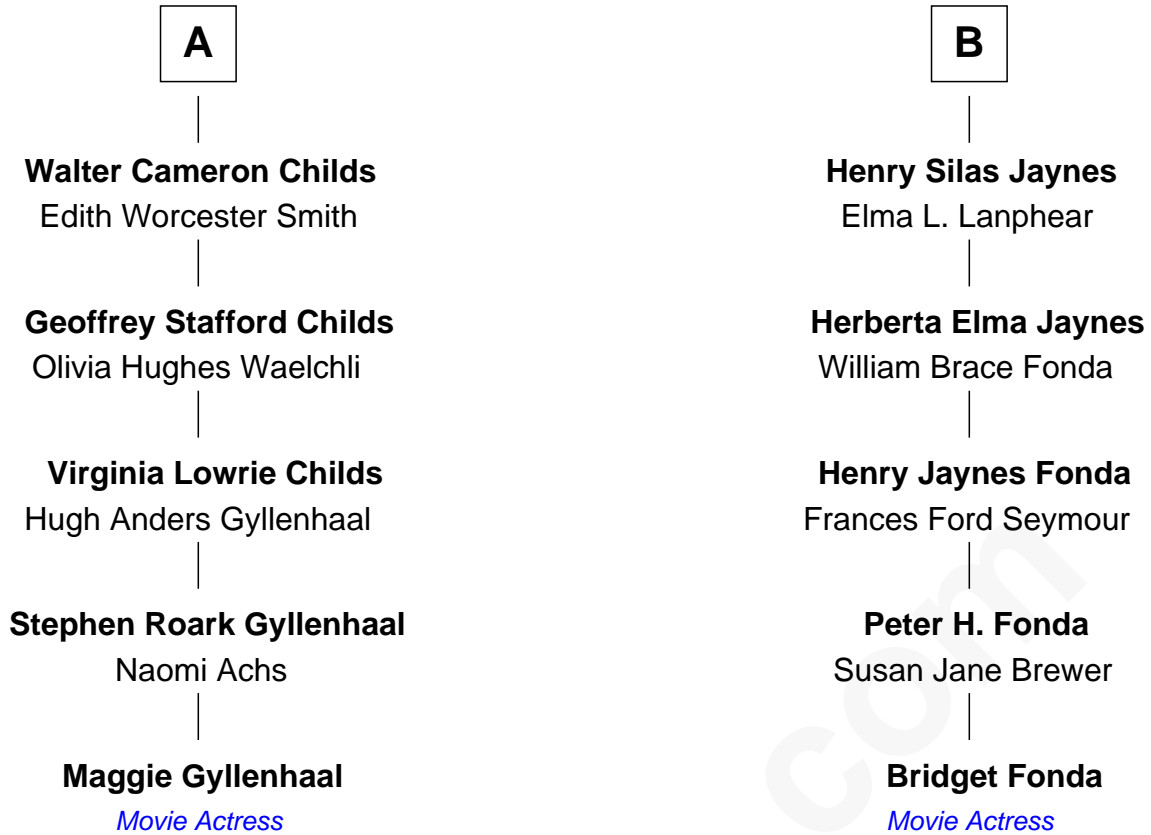 A
Walter Cameron Childs
Edith Worcester Smith
Geoffrey Stafford Childs
Olivia Hughes Waelchli
Virginia Lowrie Childs
Hugh Anders Gyllenhaal
Stephen Roark Gyllenhaal
Naomi Achs
Maggie Gyllenhaal
Movie Actress
B
Henry Silas Jaynes
Elma L. Lanphear
Herberta Elma Jaynes
William Brace Fonda
Henry Jaynes Fonda
Frances Ford Seymour
Peter H. Fonda
Susan Jane Brewer
Bridget Fonda
Movie Actress
com